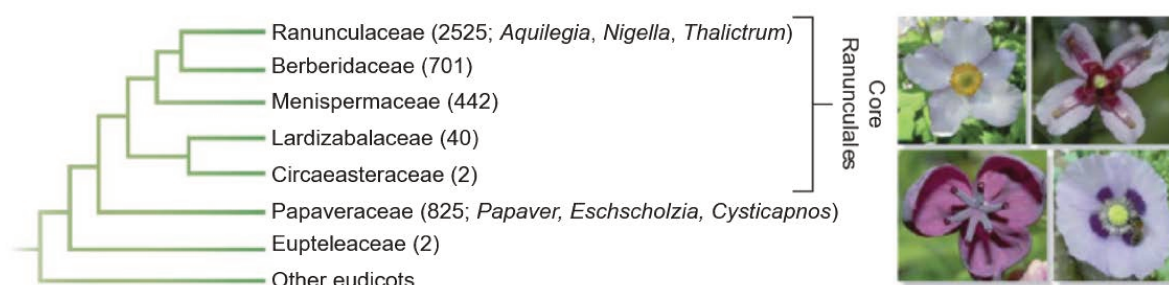 Ranunculaceae (2525; Aquilegia, Nigella, Thalictrum)
Berberidaceae (701)
Menispermaceae (442)
Lardizabalaceae (40)
Circaeasteraceae (2)
Papaveraceae (825; Papaver, Eschscholzia, Cysticapnos)
Eupteleaceae (2)
Other eudicots
Core
Ranunculales